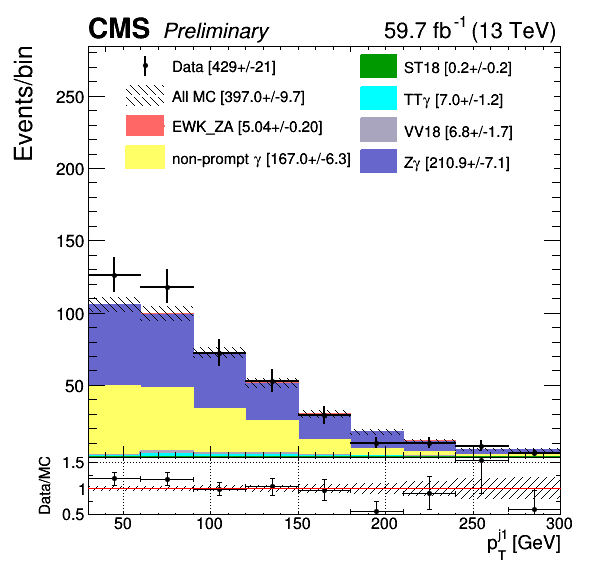 CMS Preliminary 59.7 fb⁻¹ (13 TeV)
Events/bin
Data [429+/-21]
All MC [397.0+/-9.7]
EWK_ZA [5.04+/-0.20]
non-prompt γ [167.0+/-6.3]
ST18 [0.2+/-0.2]
TTγ [7.0+/-1.2]
VV18 [6.8+/-1.7]
Zγ [210.9+/-7.1]
250
200
150
100
50
Data/MC
1.5
1
0.5
50 100 150 200 250 300
p_T^j1 [GeV]